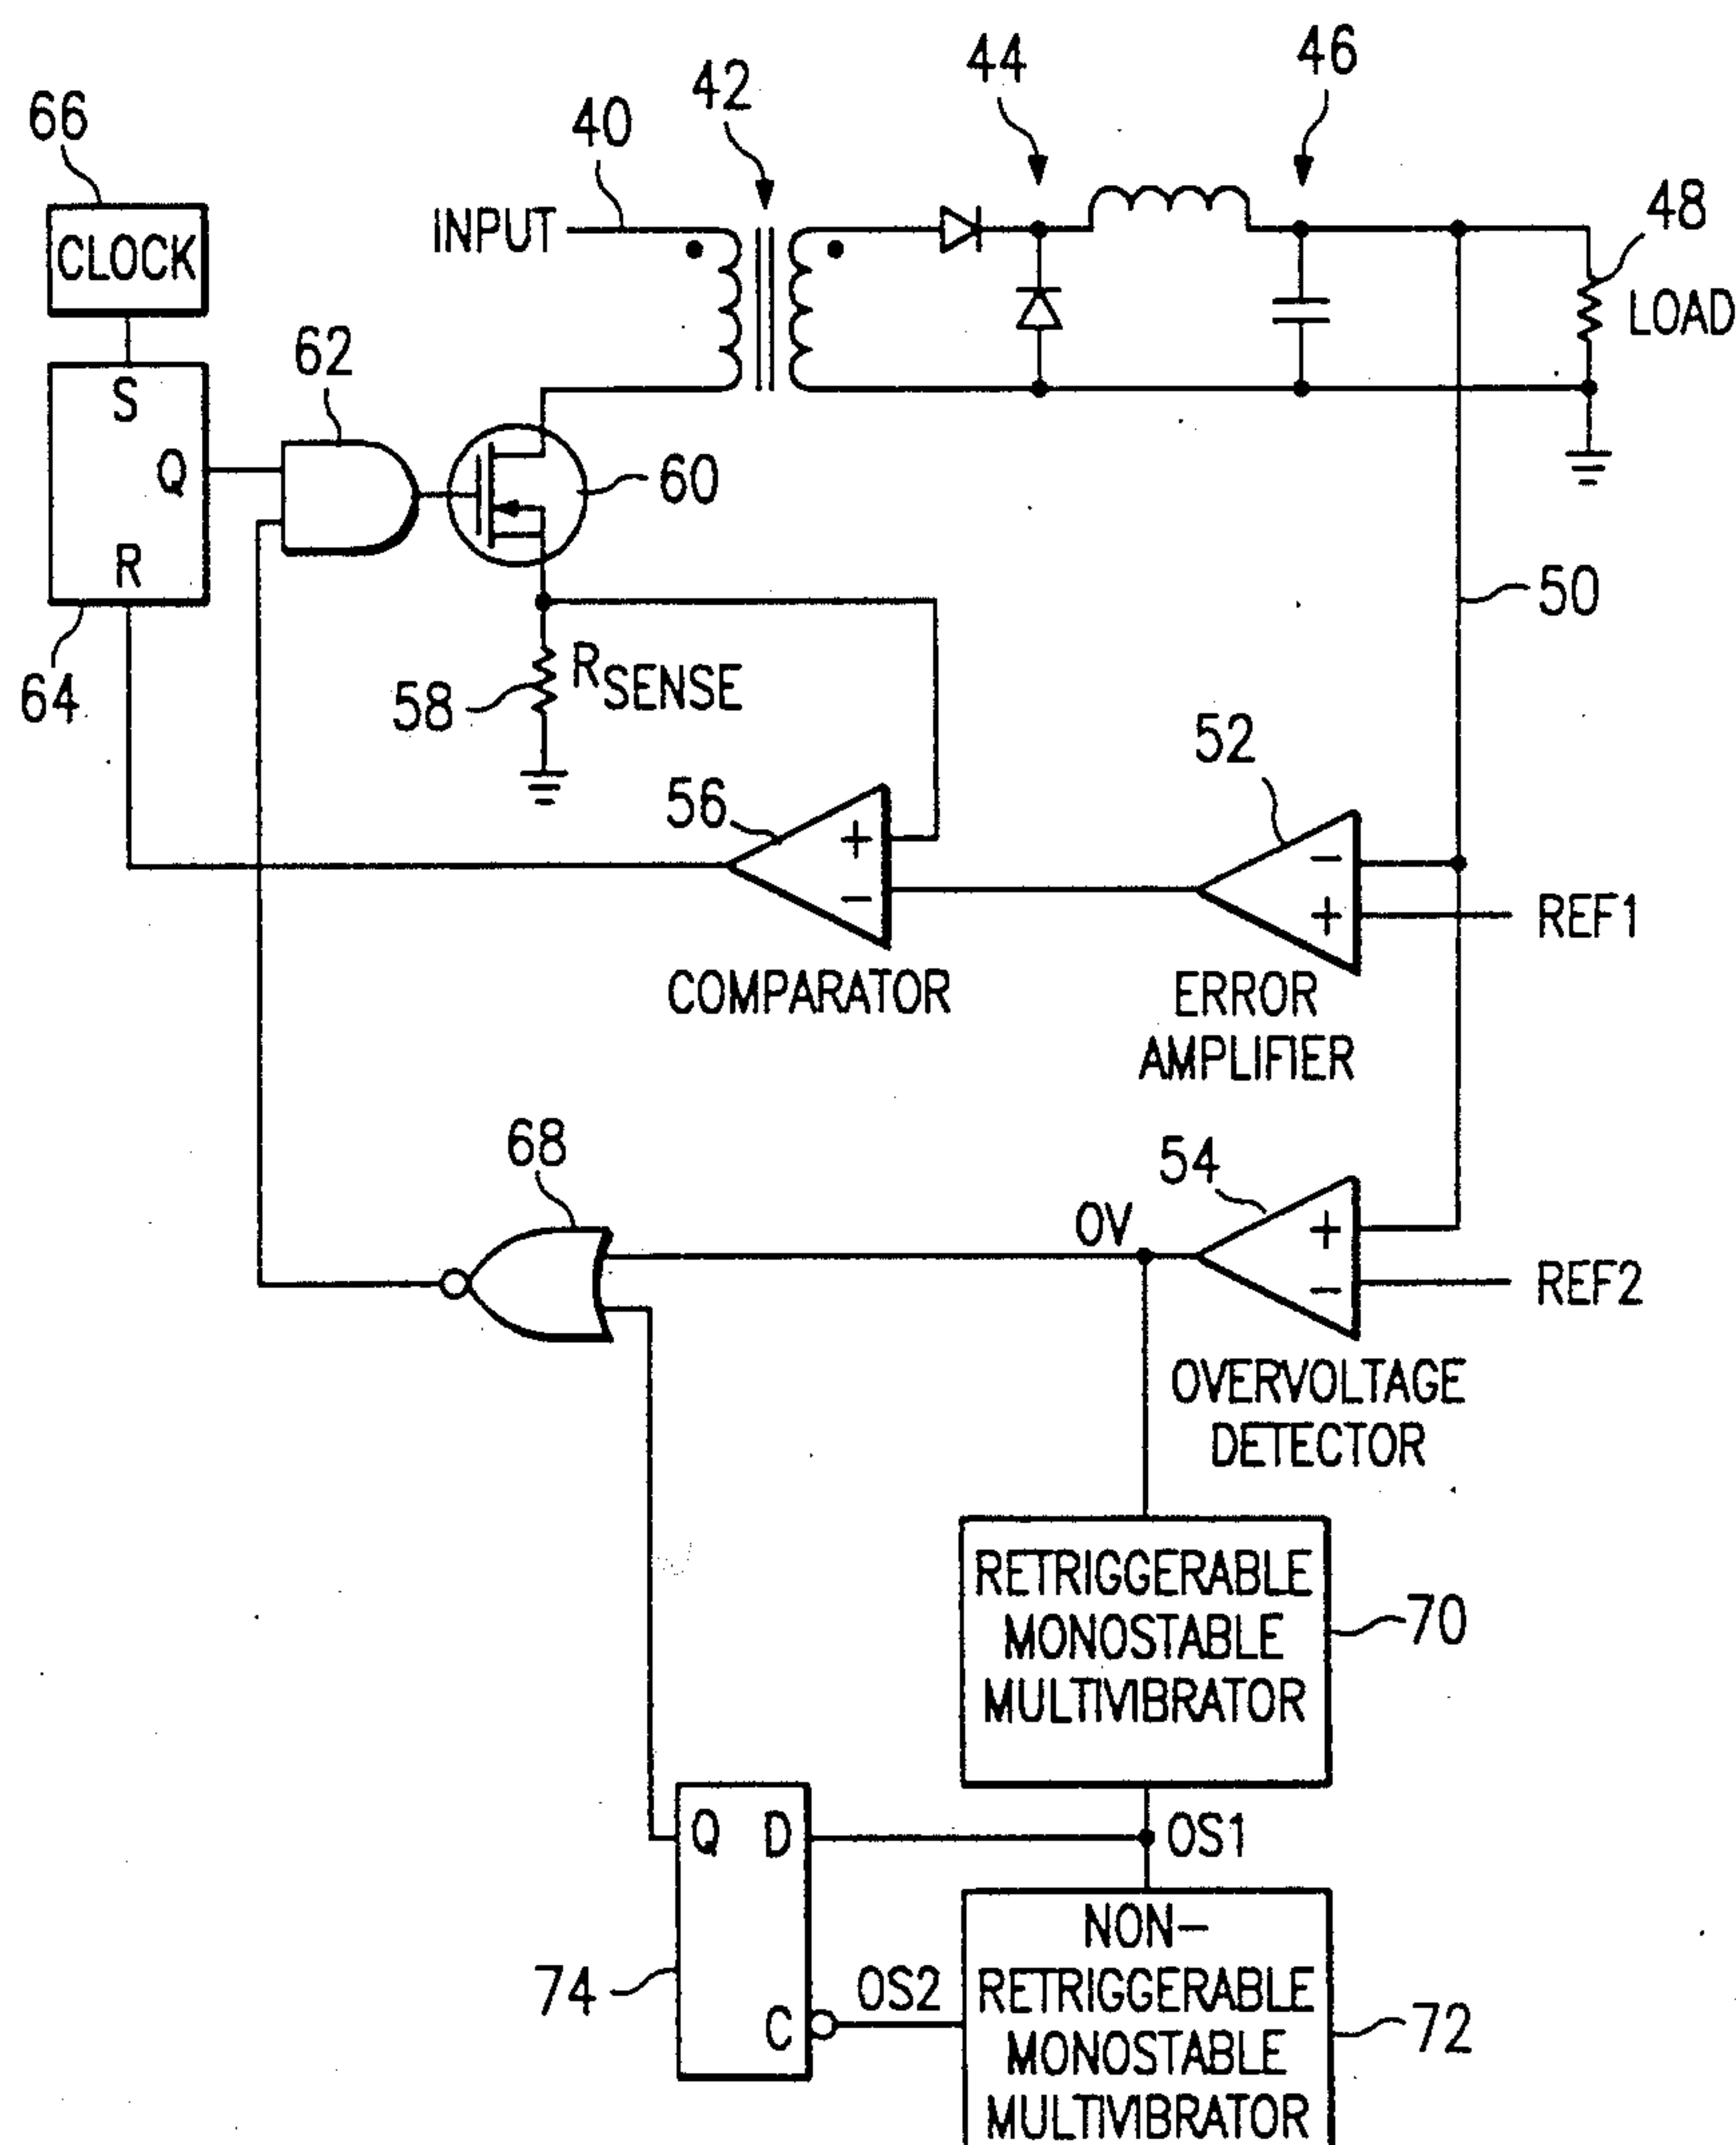 44
46
42
66
40
48
INPUT
CLOCK
LOAD
62
S
Q
60
R
50
RSENSE
58
64
52
56
+
−
−
+
REF1
COMPARATOR
ERROR
AMPLIFIER
68
54
OV
+
−
REF2
OVERVOLTAGE
DETECTOR
RETRIGGERABLE
MONOSTABLE
MULTIVIBRATOR
70
Q
D
OS1
NON-
RETRIGGERABLE
MONOSTABLE
MULTIVIBRATOR
74
OS2
C
72